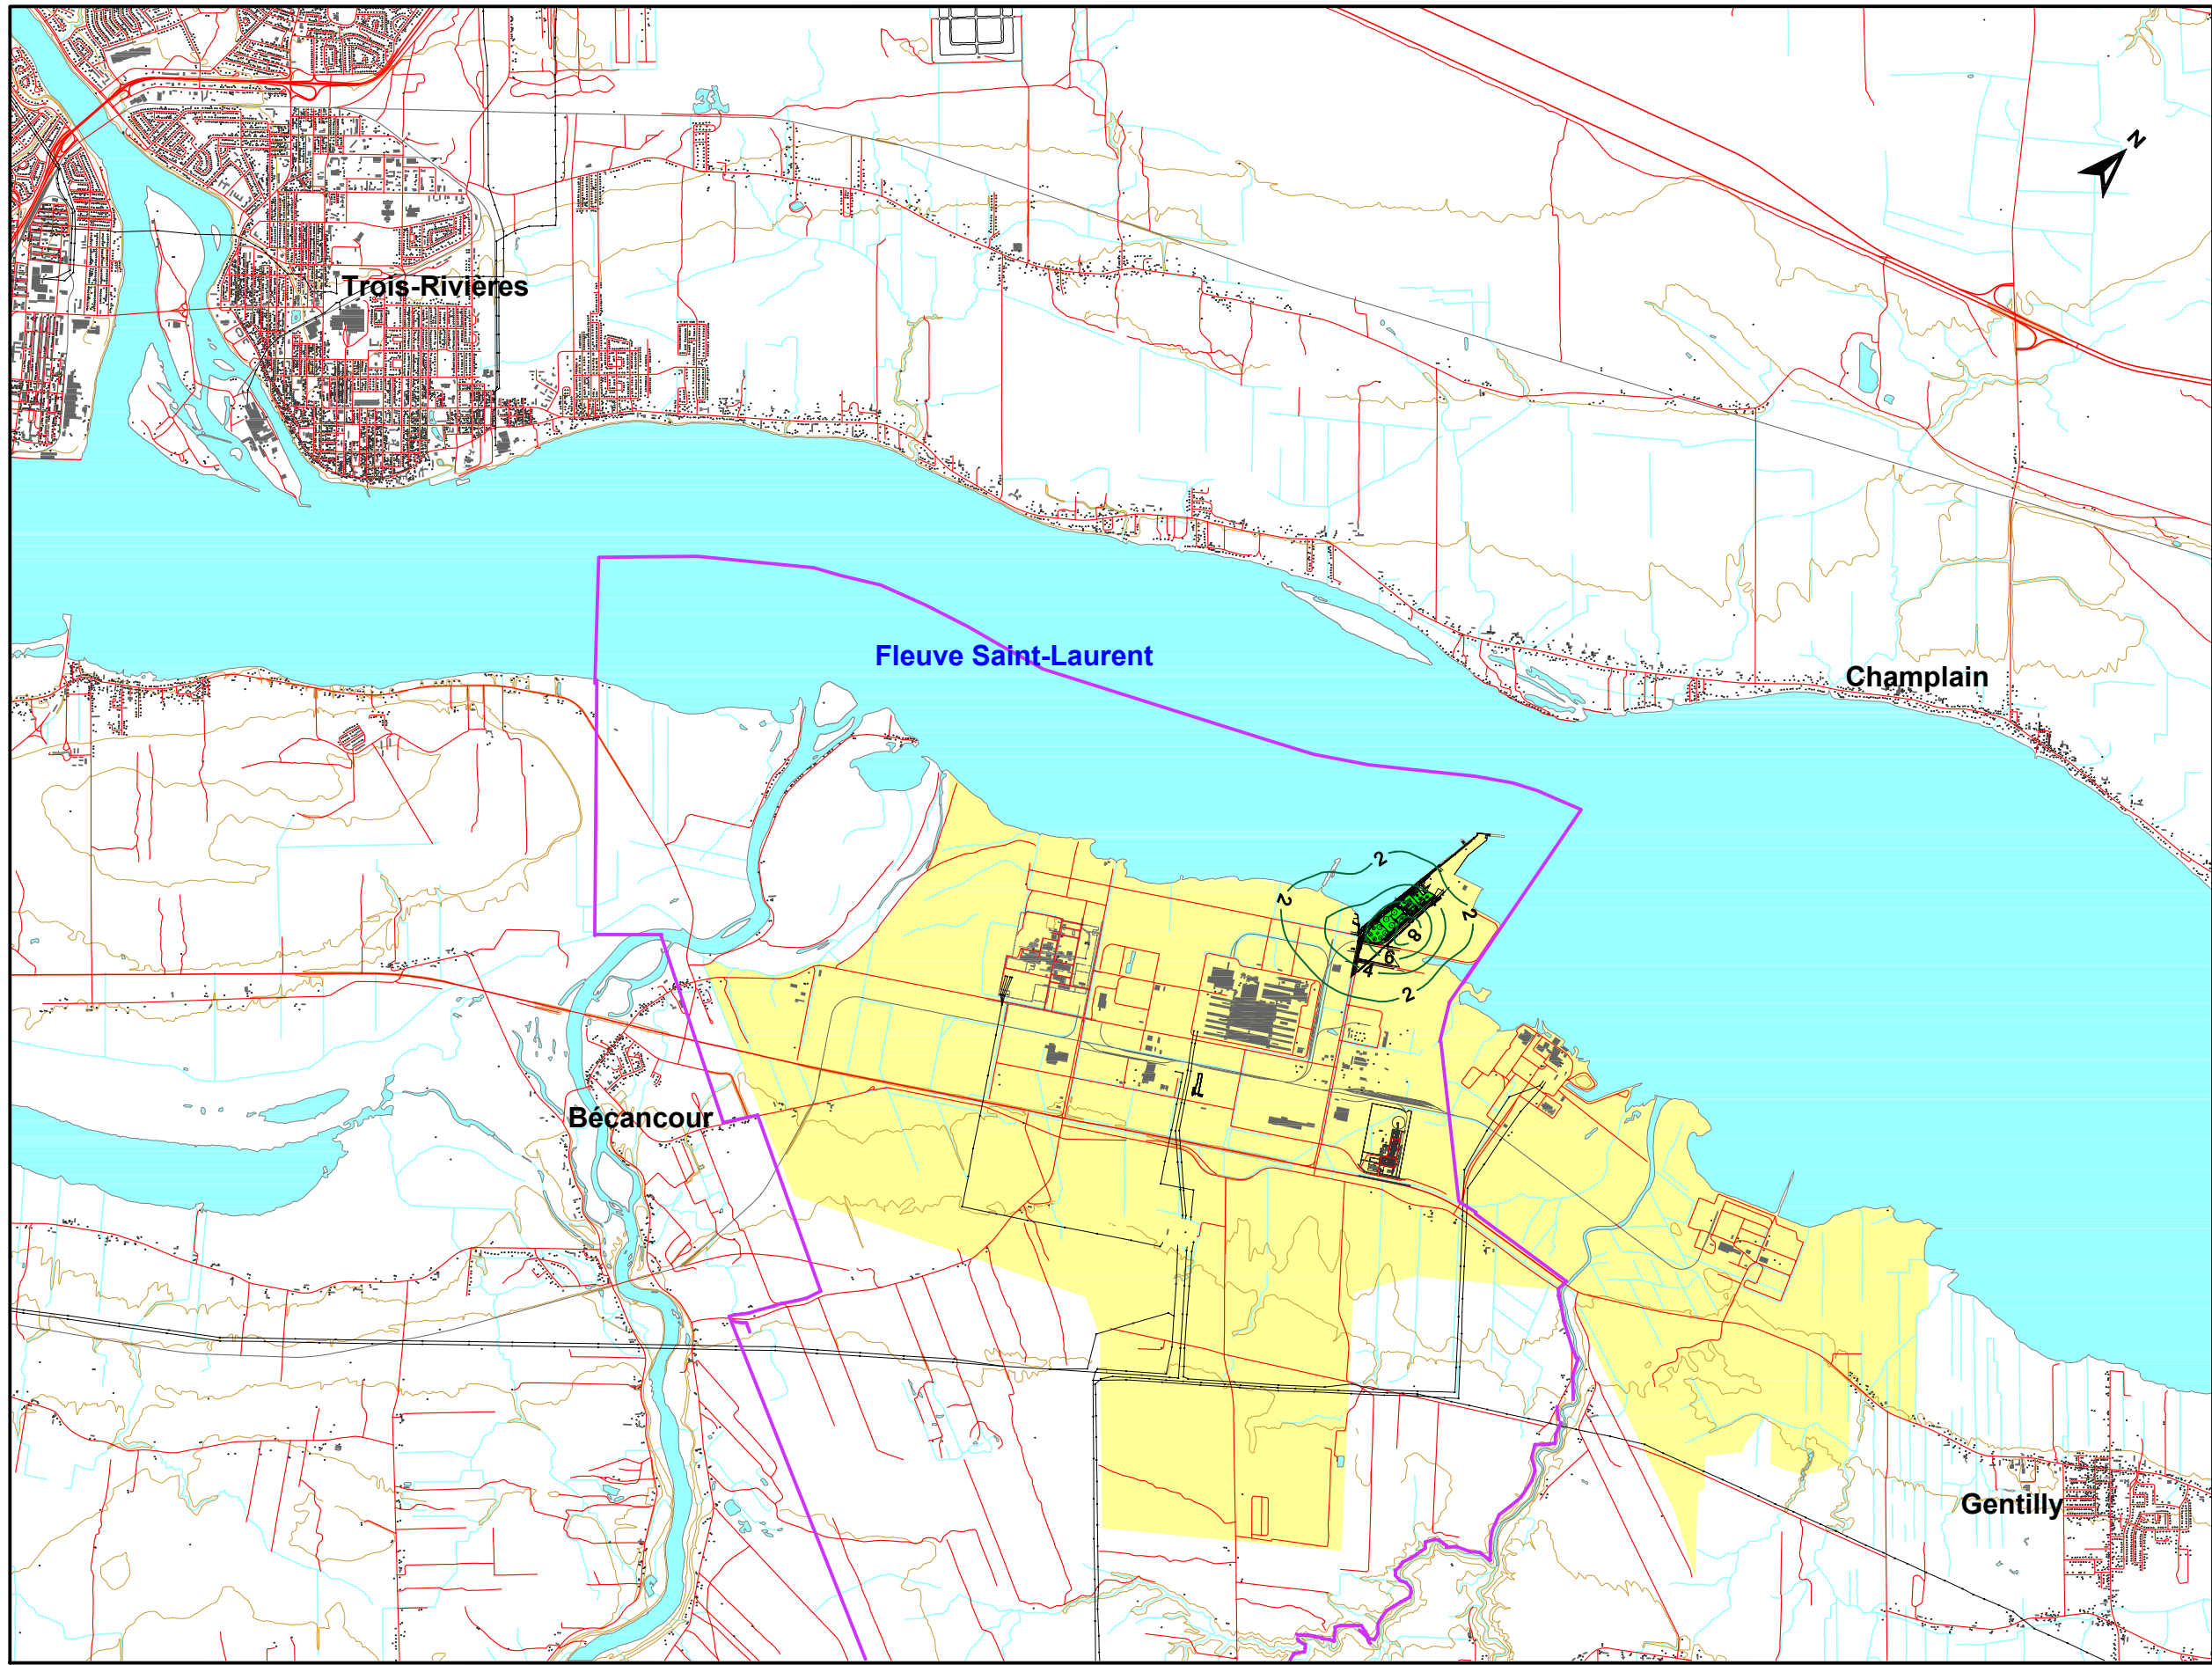 N
Trois-Rivières
Fleuve Saint-Laurent
Champlain
2
2
2
8
6
4
2
Bécancour
Gentilly